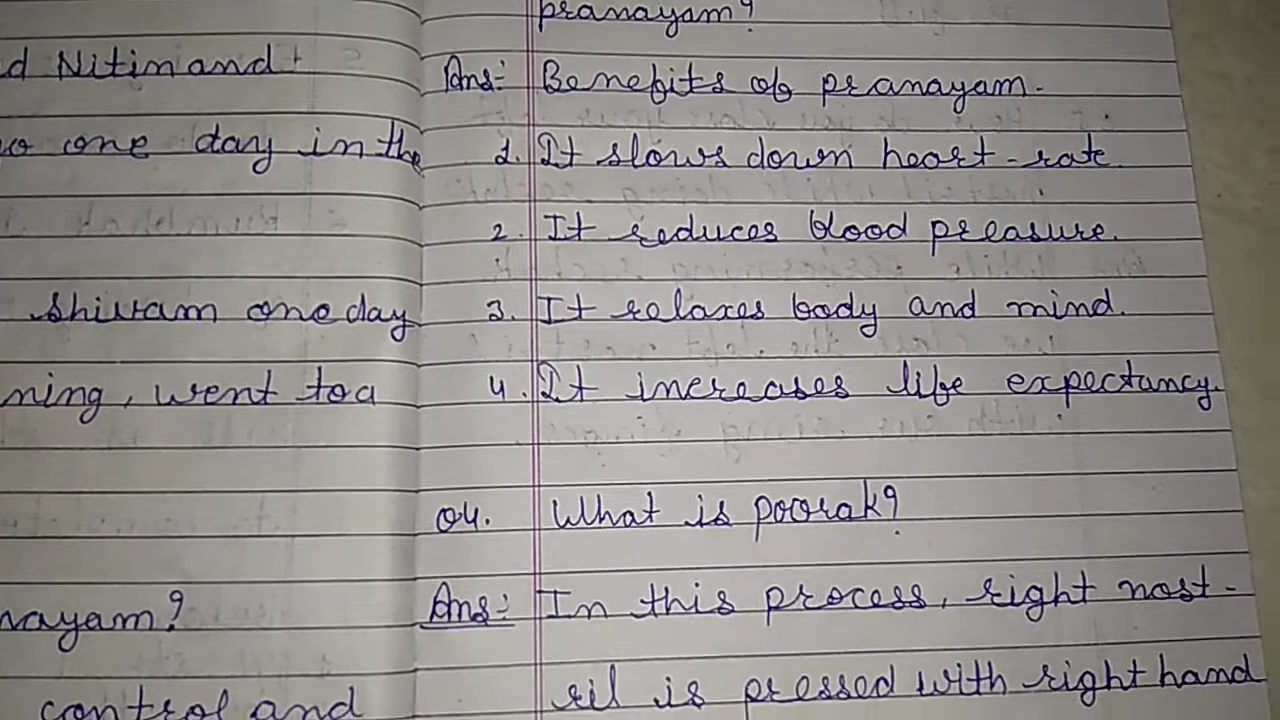 d Nitin and
one day in the
Shivam one day
ning, went to a
nayam?
control and
pranayam?
Ans:- Benefits of pranayam.
1. It slows down heart-rate.
2. It reduces blood preasure.
3. It relaxes body and mind.
4. It increases life expectancy.
Q4. What is poorak?
Ans:- In this process, right nost-
ril is pressed with right hand